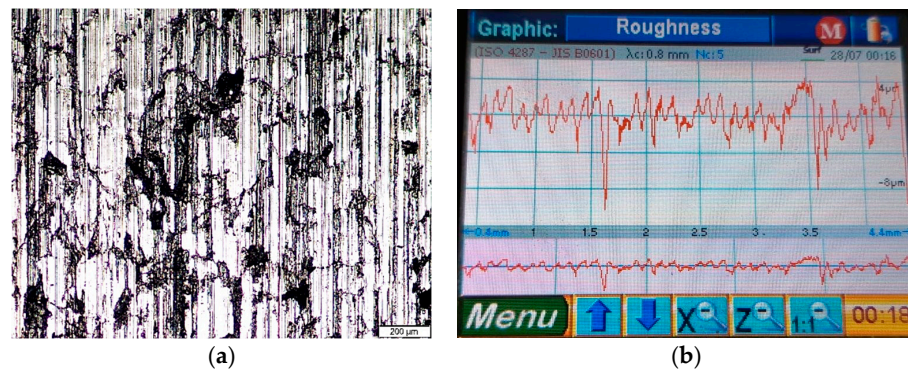 Graphic: Roughness M
(ISO 4287 - JIS B0601) λc:0.8 mm Nc:5 Surf 28/07 00:16
4µm
-8µm
←0.4mm 1 1.5 2 2.5 3. 3.5 4.4mm→
200 µm
Menu X Z 1:1 00:18
(a) (b)